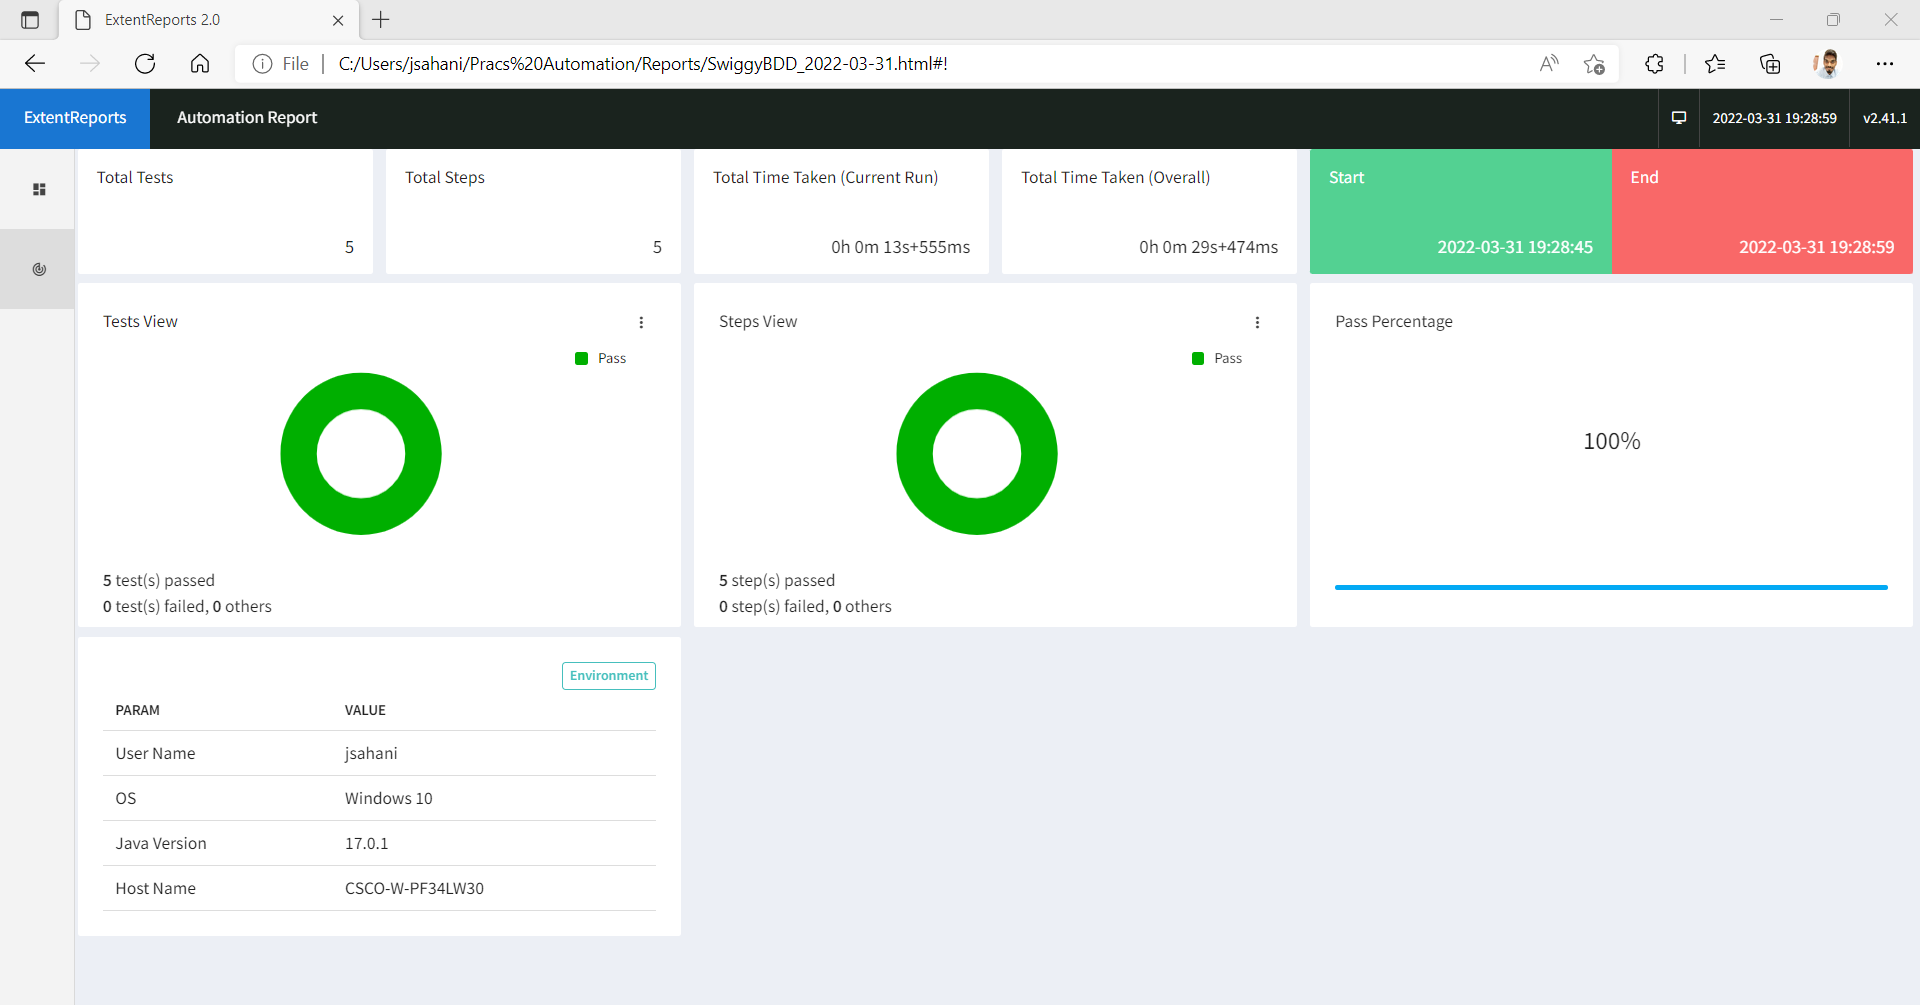 ExtentReports 2.0
File
C:/Users/jsahani/Pracs%20Automation/Reports/SwiggyBDD_2022-03-31.html#!
ExtentReports
Automation Report
2022-03-31 19:28:59
v2.41.1
Total Tests
5
Total Steps
5
Total Time Taken (Current Run)
0h 0m 13s+555ms
Total Time Taken (Overall)
0h 0m 29s+474ms
Start
2022-03-31 19:28:45
End
2022-03-31 19:28:59
Tests View
Pass
5 test(s) passed
0 test(s) failed, 0 others
Steps View
Pass
5 step(s) passed
0 step(s) failed, 0 others
Pass Percentage
100%
Environment
PARAM VALUE
User Name jsahani
OS Windows 10
Java Version 17.0.1
Host Name CSCO-W-PF34LW30